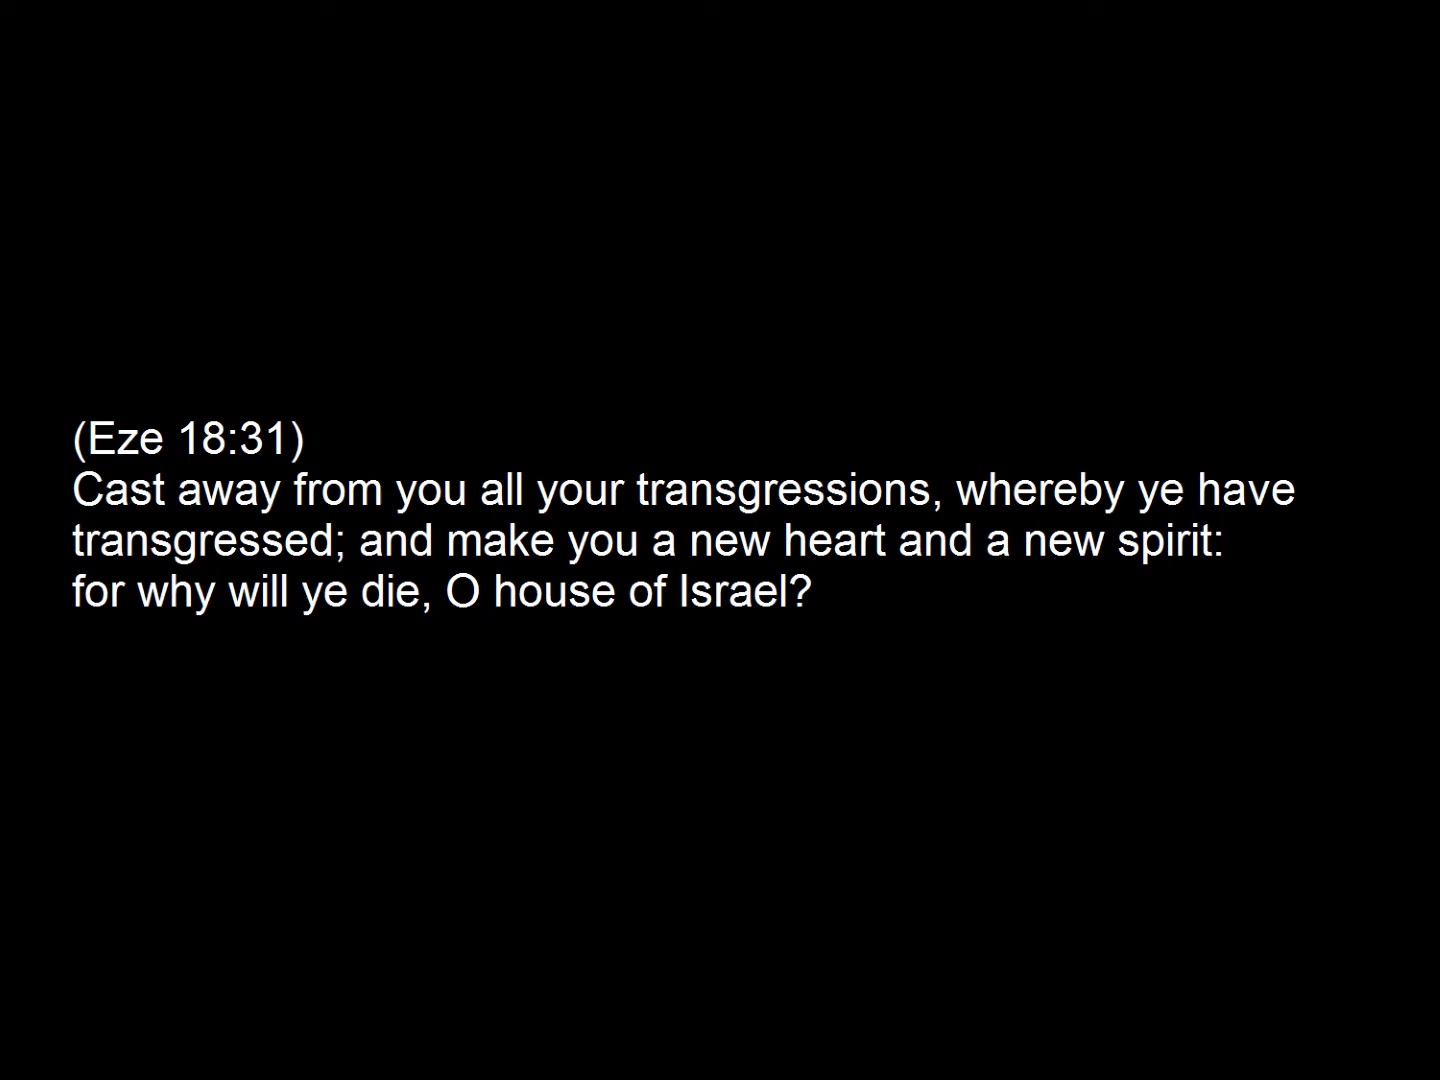 (Eze 18:31)
Cast away from you all your transgressions, whereby ye have
transgressed; and make you a new heart and a new spirit:
for why will ye die, O house of Israel?